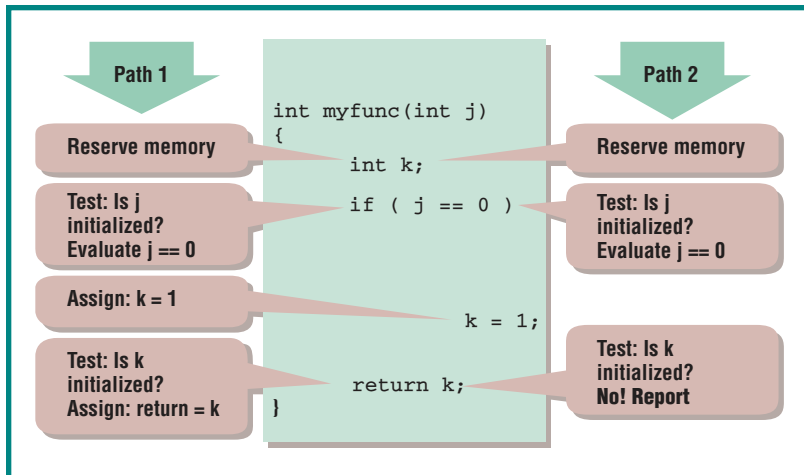 Path 1
Reserve memory
Test: Is j
initialized?
Evaluate j == 0
Assign: k = 1
Test: Is k
initialized?
Assign: return = k
int myfunc(int j)
{
int k;
if ( j == 0 )
k = 1;
return k;
}
Path 2
Reserve memory
Test: Is j
initialized?
Evaluate j == 0
Test: Is k
initialized?
No! Report